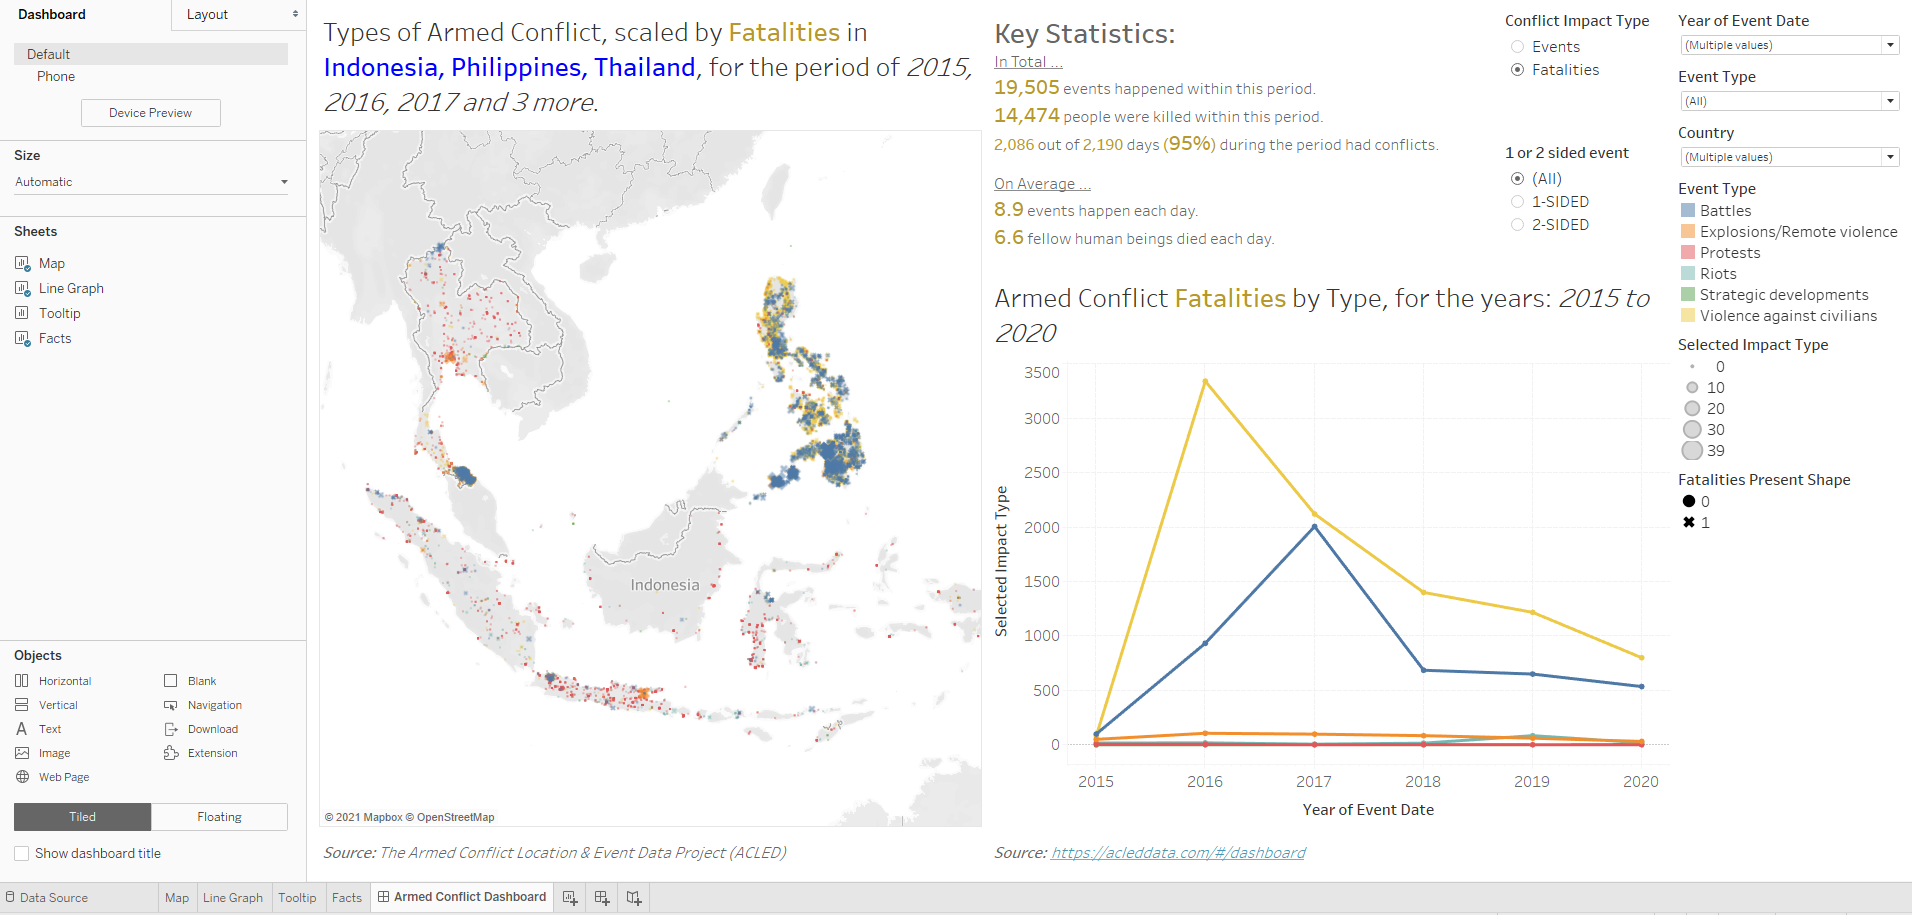 Dashboard
Layout
Default
Phone
Device Preview
Size
Automatic
Sheets
Map
Line Graph
Tooltip
Facts
Objects
Horizontal
Blank
Vertical
Navigation
Text
Download
Image
Extension
Web Page
Tiled
Floating
Show dashboard title
Types of Armed Conflict, scaled by Fatalities in
Indonesia, Philippines, Thailand, for the period of 2015,
2016, 2017 and 3 more.
Indonesia
© 2021 Mapbox © OpenStreetMap
Source: The Armed Conflict Location & Event Data Project (ACLED)
Key Statistics:
In Total ...
19,505 events happened within this period.
14,474 people were killed within this period.
2,086 out of 2,190 days (95%) during the period had conflicts.
On Average ...
8.9 events happen each day.
6.6 fellow human beings died each day.
Armed Conflict Fatalities by Type, for the years: 2015 to
2020
Selected Impact Type
3500
3000
2500
2000
1500
1000
500
0
2015
2016
2017
2018
2019
2020
Year of Event Date
Source: https://acleddata.com/#/dashboard
Conflict Impact Type
Events
Fatalities
1 or 2 sided event
(All)
1-SIDED
2-SIDED
Year of Event Date
(Multiple values)
Event Type
(All)
Country
(Multiple values)
Event Type
Battles
Explosions/Remote violence
Protests
Riots
Strategic developments
Violence against civilians
Selected Impact Type
0
10
20
30
39
Fatalities Present Shape
0
1
Data Source
Map
Line Graph
Tooltip
Facts
Armed Conflict Dashboard